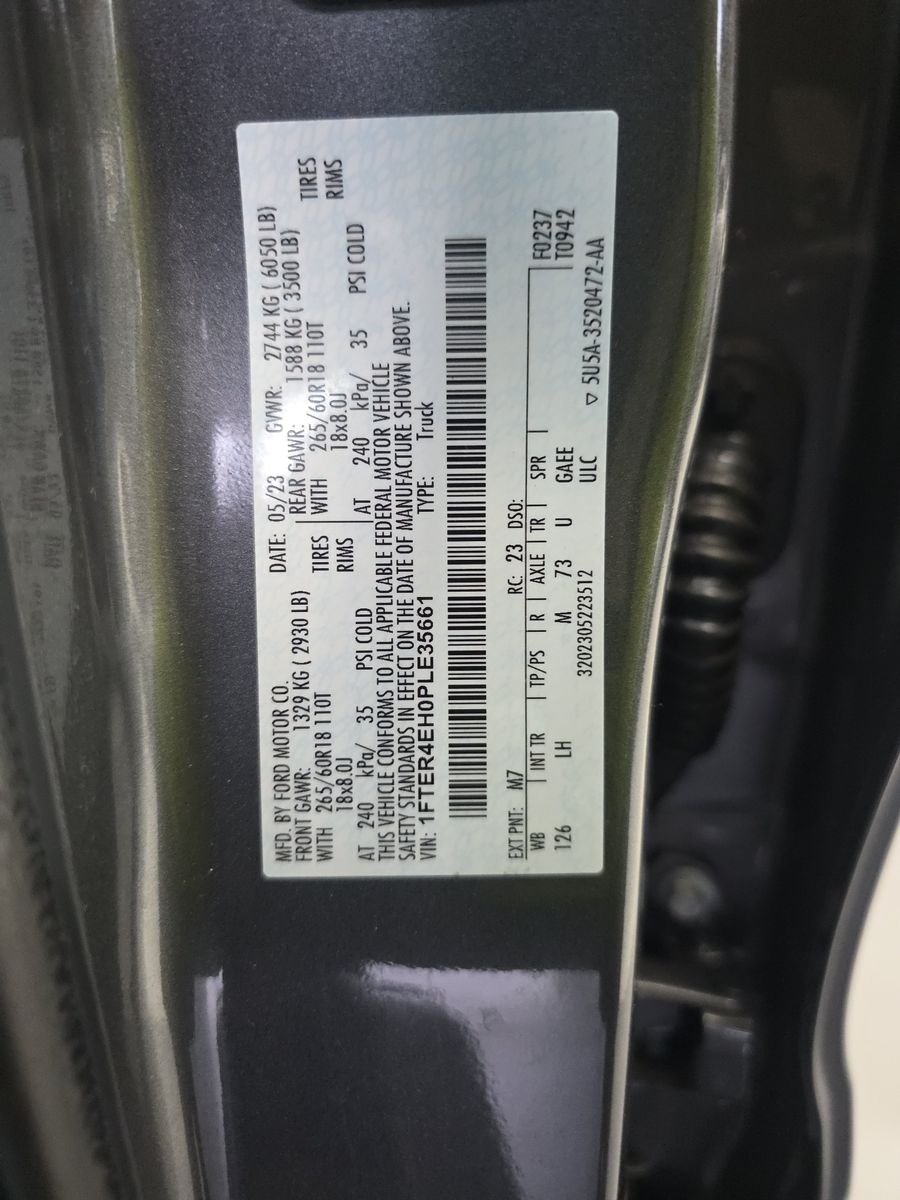 MFD. BY FORD MOTOR CO.
DATE: 05/23 GVWR: 2744 KG ( 6050 LB)
FRONT GAWR: 1329 KG ( 2930 LB) REAR GAWR: 1588 KG ( 3500 LB)
WITH 265/60R18 110T TIRES WITH 265/60R18 110T TIRES
18x8.0J RIMS 18x8.0J RIMS
AT 240 kPa/ 35 PSI COLD AT 240 kPa/ 35 PSI COLD
THIS VEHICLE CONFORMS TO ALL APPLICABLE FEDERAL MOTOR VEHICLE
SAFETY STANDARDS IN EFFECT ON THE DATE OF MANUFACTURE SHOWN ABOVE.
VIN: 1FTER4EH0PLE35661 TYPE: Truck
EXT PNT: M7 RC: 23 DSO:
WB INT TR TP/PS R AXLE TR SPR F0237
126 LH M 73 U GAEE T0942
3202305223512 ULC
▽ 5U5A-3520472-AA